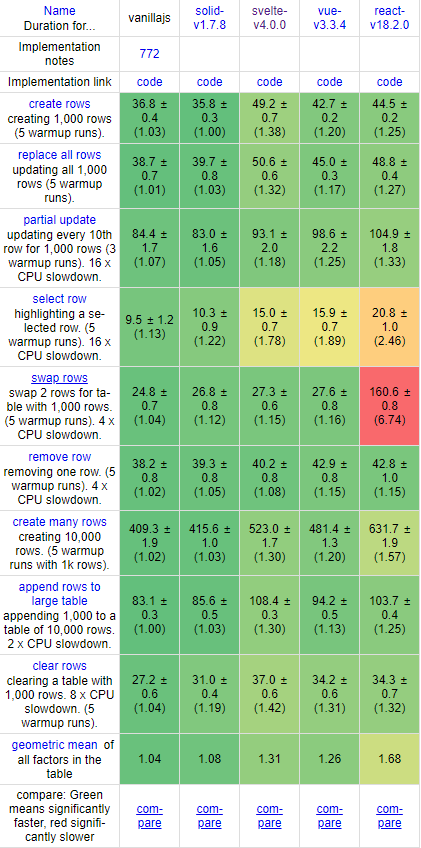 Name
Duration for...
vanillajs
solid-
v1.7.8
svelte-
v4.0.0
vue-
v3.3.4
react-
v18.2.0
Implementation
notes
772
Implementation link
code
code
code
code
code
create rows
creating 1,000 rows
(5 warmup runs).
36.8 ±
0.4
(1.03)
35.8 ±
0.3
(1.00)
49.2 ±
0.7
(1.38)
42.7 ±
0.2
(1.20)
44.5 ±
0.2
(1.25)
replace all rows
updating all 1,000
rows (5 warmup
runs).
38.7 ±
0.7
(1.01)
39.7 ±
0.8
(1.03)
50.6 ±
0.6
(1.32)
45.0 ±
0.3
(1.17)
48.8 ±
0.4
(1.27)
partial update
updating every 10th
row for 1,000 rows (3
warmup runs). 16 x
CPU slowdown.
84.4 ±
1.7
(1.07)
83.0 ±
1.6
(1.05)
93.1 ±
2.0
(1.18)
98.6 ±
2.2
(1.25)
104.9 ±
1.8
(1.33)
select row
highlighting a se-
lected row. (5
warmup runs). 16 x
CPU slowdown.
9.5 ± 1.2
(1.13)
10.3 ±
0.9
(1.22)
15.0 ±
0.7
(1.78)
15.9 ±
0.7
(1.89)
20.8 ±
1.0
(2.46)
swap rows
swap 2 rows for ta-
ble with 1,000 rows.
(5 warmup runs). 4 x
CPU slowdown.
24.8 ±
0.7
(1.04)
26.8 ±
0.8
(1.12)
27.3 ±
0.6
(1.15)
27.6 ±
0.8
(1.16)
160.6 ±
0.8
(6.74)
remove row
removing one row. (5
warmup runs). 4 x
CPU slowdown.
38.2 ±
0.8
(1.02)
39.3 ±
0.8
(1.05)
40.2 ±
0.8
(1.08)
42.9 ±
0.8
(1.15)
42.8 ±
1.0
(1.15)
create many rows
creating 10,000
rows. (5 warmup
runs with 1k rows).
409.3 ±
1.9
(1.02)
415.6 ±
1.0
(1.03)
523.0 ±
1.7
(1.30)
481.4 ±
1.3
(1.20)
631.7 ±
1.9
(1.57)
append rows to
large table
appending 1,000 to a
table of 10,000 rows.
2 x CPU slowdown.
83.1 ±
0.3
(1.00)
85.6 ±
0.5
(1.03)
108.4 ±
0.3
(1.30)
94.2 ±
0.5
(1.13)
103.7 ±
0.4
(1.25)
clear rows
clearing a table with
1,000 rows. 8 x CPU
slowdown. (5
warmup runs).
27.2 ±
0.6
(1.04)
31.0 ±
0.4
(1.19)
37.0 ±
0.6
(1.42)
34.2 ±
0.6
(1.31)
34.3 ±
0.7
(1.32)
geometric mean of
all factors in the
table
1.04
1.08
1.31
1.26
1.68
compare: Green
means significantly
faster, red signifi-
cantly slower
com-
pare
com-
pare
com-
pare
com-
pare
com-
pare